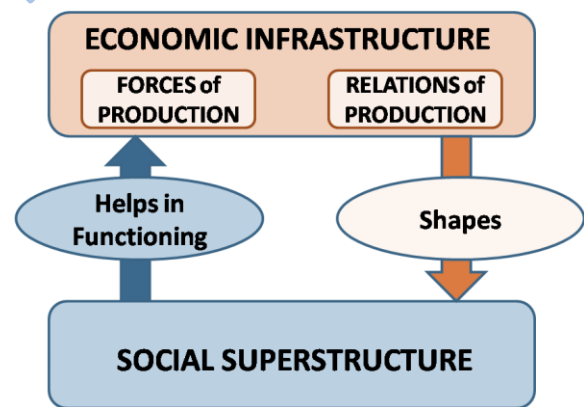 ECONOMIC INFRASTRUCTURE
FORCES of
PRODUCTION
RELATIONS of
PRODUCTION
Helps in
Functioning
Shapes
SOCIAL SUPERSTRUCTURE